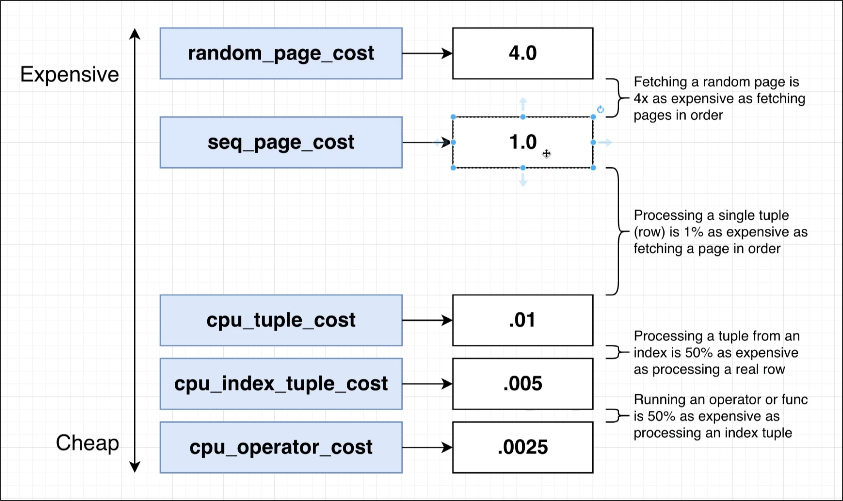 Expensive
random_page_cost
4.0
Fetching a random page is
4x as expensive as fetching
pages in order
seq_page_cost
1.0
Processing a single tuple
(row) is 1% as expensive as
fetching a page in order
cpu_tuple_cost
.01
Processing a tuple from an
index is 50% as expensive
as processing a real row
cpu_index_tuple_cost
.005
Running an operator or func
is 50% as expensive as
processing an index tuple
Cheap
cpu_operator_cost
.0025